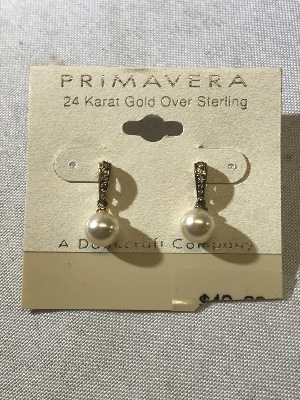 PRIMAVERA
24 Karat Gold Over Sterling
A Company